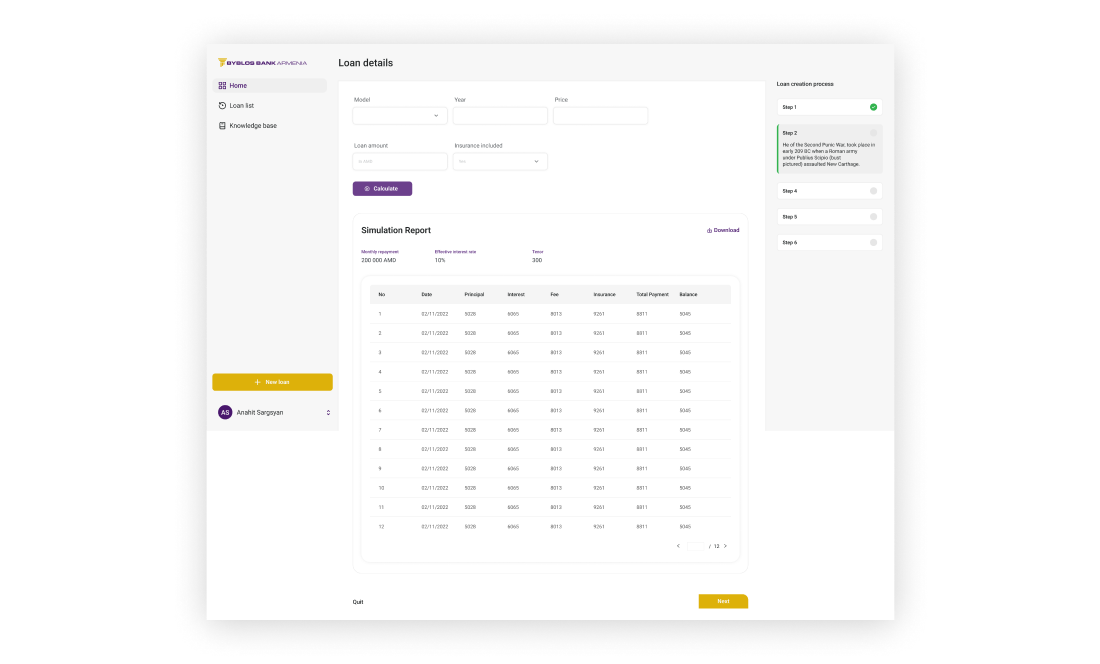 BYBLOS BANK ARMENIA
Home
Loan list
Knowledge base
New loan
AS Anahit Sargsyan
Loan details
Model Year Price
Loan amount Insurance included
Calculate
Simulation Report Download
Monthly repayment Effective interest rate Tenor
200 000 AMD 10% 300
No Date Principal Interest Fee Insurance Total Payment Balance
1 02/11/2022 5028 6065 8013 9261 8811 5045
2 02/11/2022 5028 6065 8013 9261 8811 5045
3 02/11/2022 5028 6065 8013 9261 8811 5045
4 02/11/2022 5028 6065 8013 9261 8811 5045
5 02/11/2022 5028 6065 8013 9261 8811 5045
6 02/11/2022 5028 6065 8013 9261 8811 5045
7 02/11/2022 5028 6065 8013 9261 8811 5045
8 02/11/2022 5028 6065 8013 9261 8811 5045
9 02/11/2022 5028 6065 8013 9261 8811 5045
10 02/11/2022 5028 6065 8013 9261 8811 5045
11 02/11/2022 5028 6065 8013 9261 8811 5045
12 02/11/2022 5028 6065 8013 9261 8811 5045
/ 12
Quit
Next
Loan creation process
Step 1
Step 2
He of the Second Punic War, took place in
early 209 BC when a Roman army
under Publius Scipio (bust
pictured) assaulted New Carthage.
Step 4
Step 5
Step 6